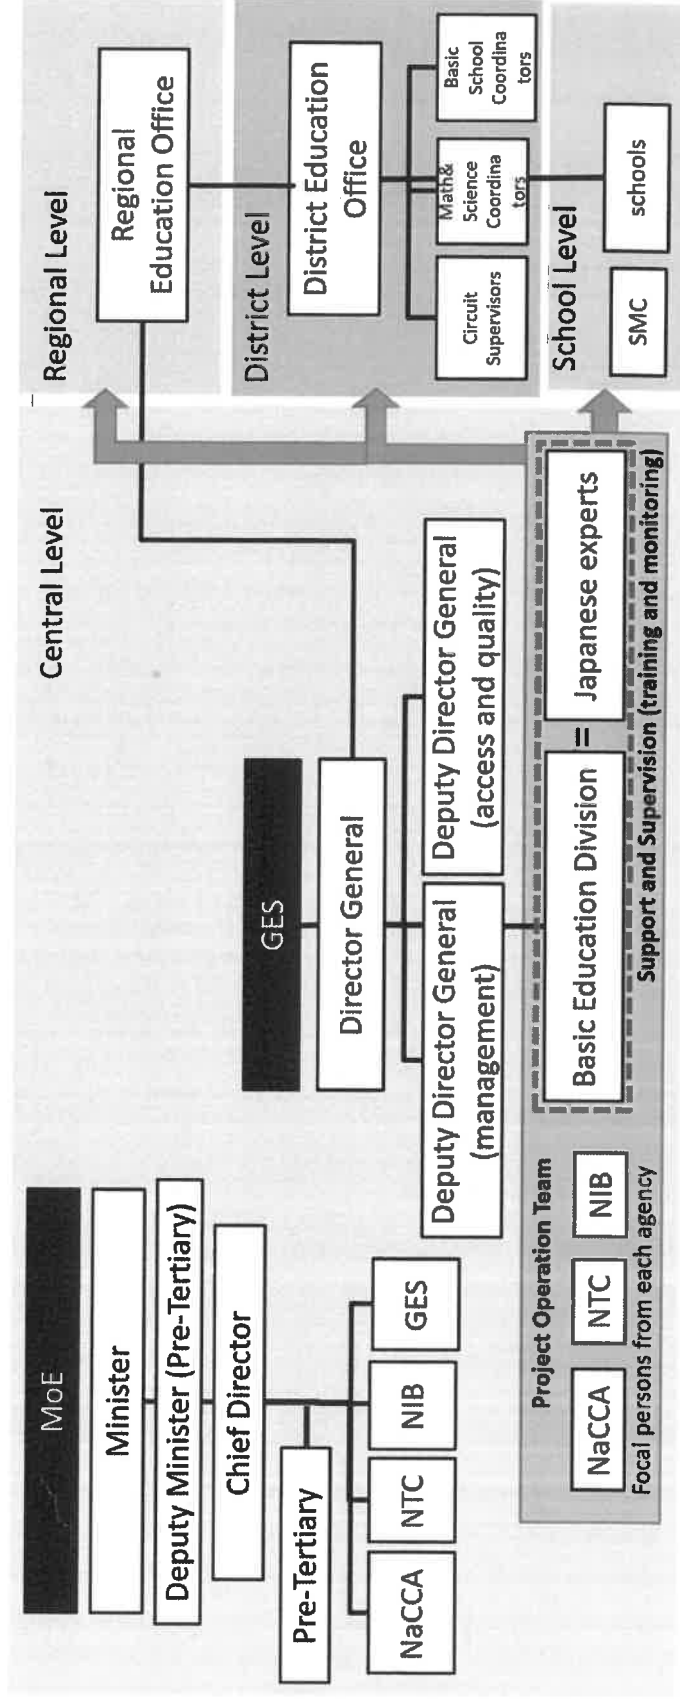 Central Level
MoE
Minister
Deputy Minister (Pre-Tertiary)
Chief Director
Pre-Tertiary
NaCCA
NTC
NIB
GES
GES
Director General
Deputy Director General
(management)
Deputy Director General
(access and quality)
Project Operation Team
NaCCA
NTC
NIB
Focal persons from each agency
Basic Education Division
=
Japanese experts
Support and Supervision (training and monitoring)
Regional Level
Regional
Education Office
District Level
District Education
Office
Circuit
Supervisors
Math&
Science
Coordina
tors
Basic
School
Coordina
tors
School Level
SMC
schools